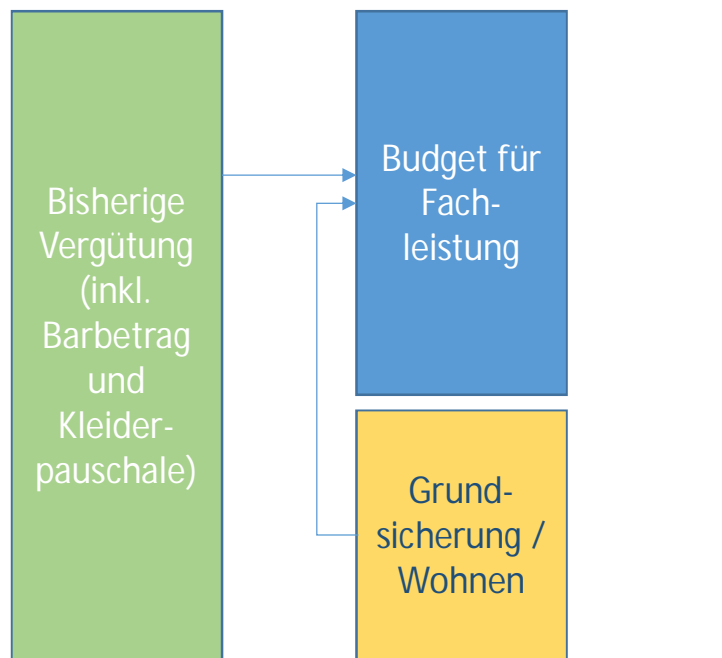 Bisherige
Vergütung
(inkl.
Barbetrag
und
Kleider-
pauschale)
Budget für
Fach-
leistung
Grund-
sicherung /
Wohnen